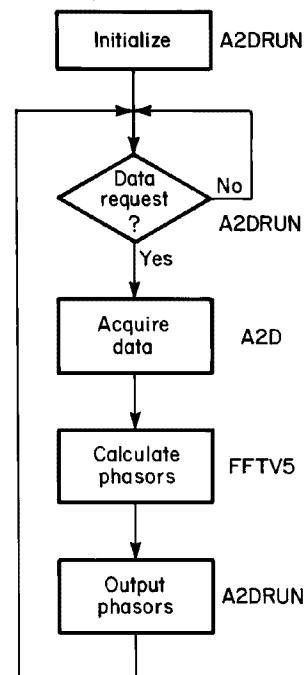 Initialize
A2DRUN
Data
request
?
No
A2DRUN
Yes
Acquire
data
A2D
Calculate
phasors
FFTV5
Output
phasors
A2DRUN